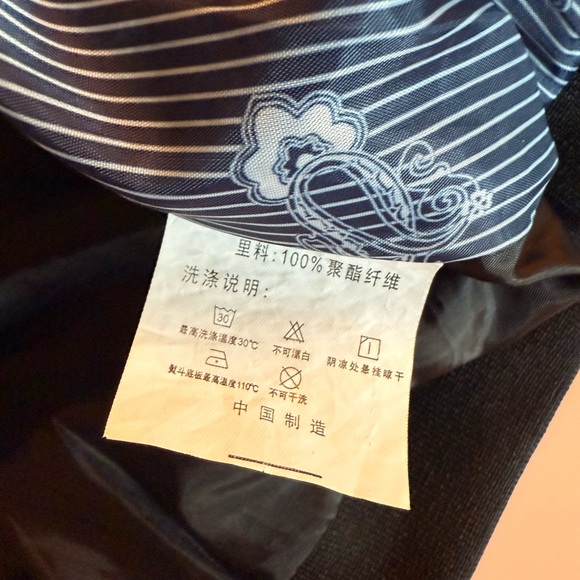 里料:100%聚酯纤维
洗涤说明:
30
最高洗涤温度30℃ 不可漂白 阴凉处悬挂晾干
熨斗底板最高温度110℃ 不可干洗
中国制造